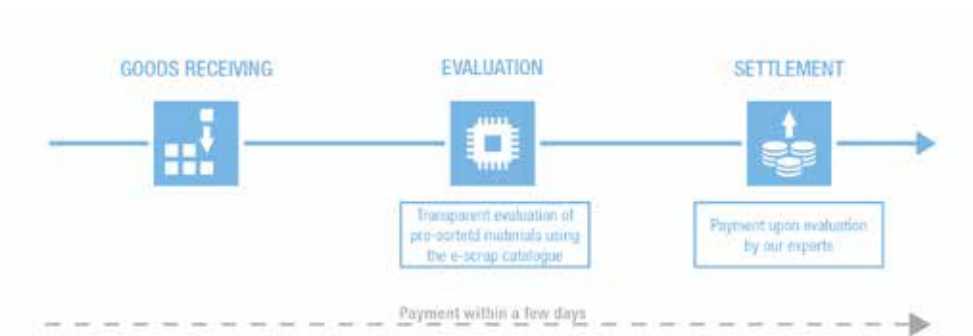 GOODS RECEIVING
EVALUATION
SETTLEMENT
Transparent evaluation of
pre-sortetd materials using
the e-scrap catalogue
Payment upon evaluation
by our experts
Payment within a few days